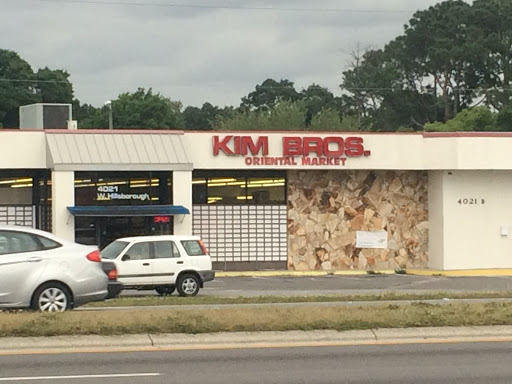 KIM BROS.
ORIENTAL MARKET
4021
W. Hillsborough
4021 B